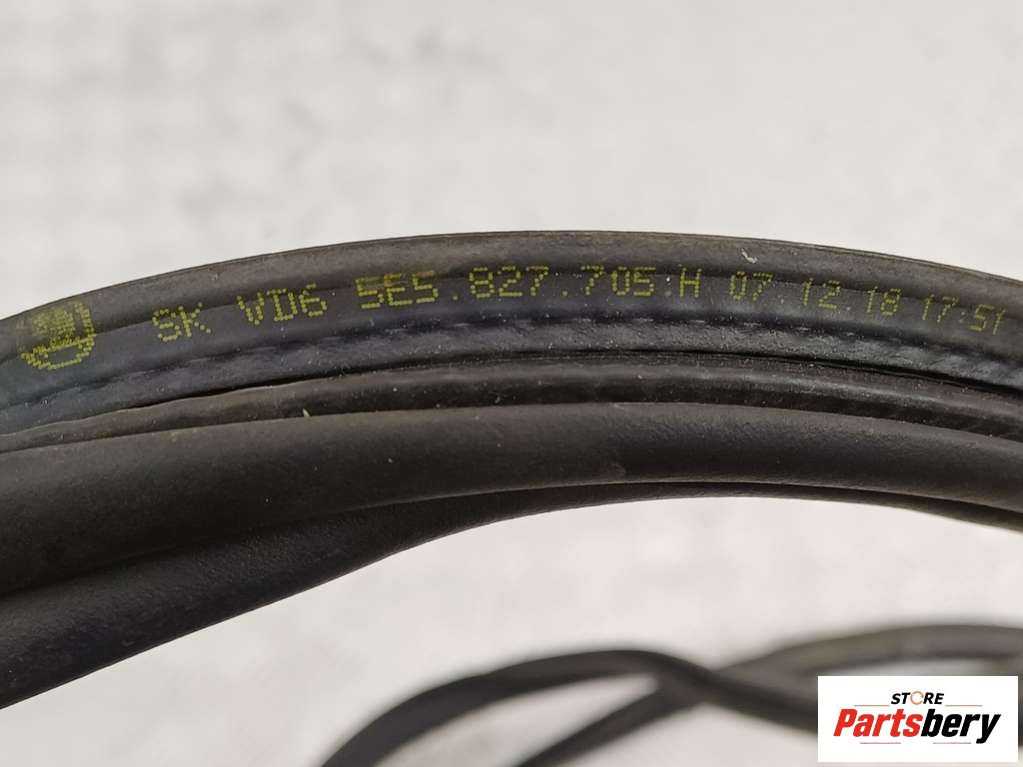 SK VD6 5E5.827.705 H 07.12.18 17:51
STORE
Partsbery